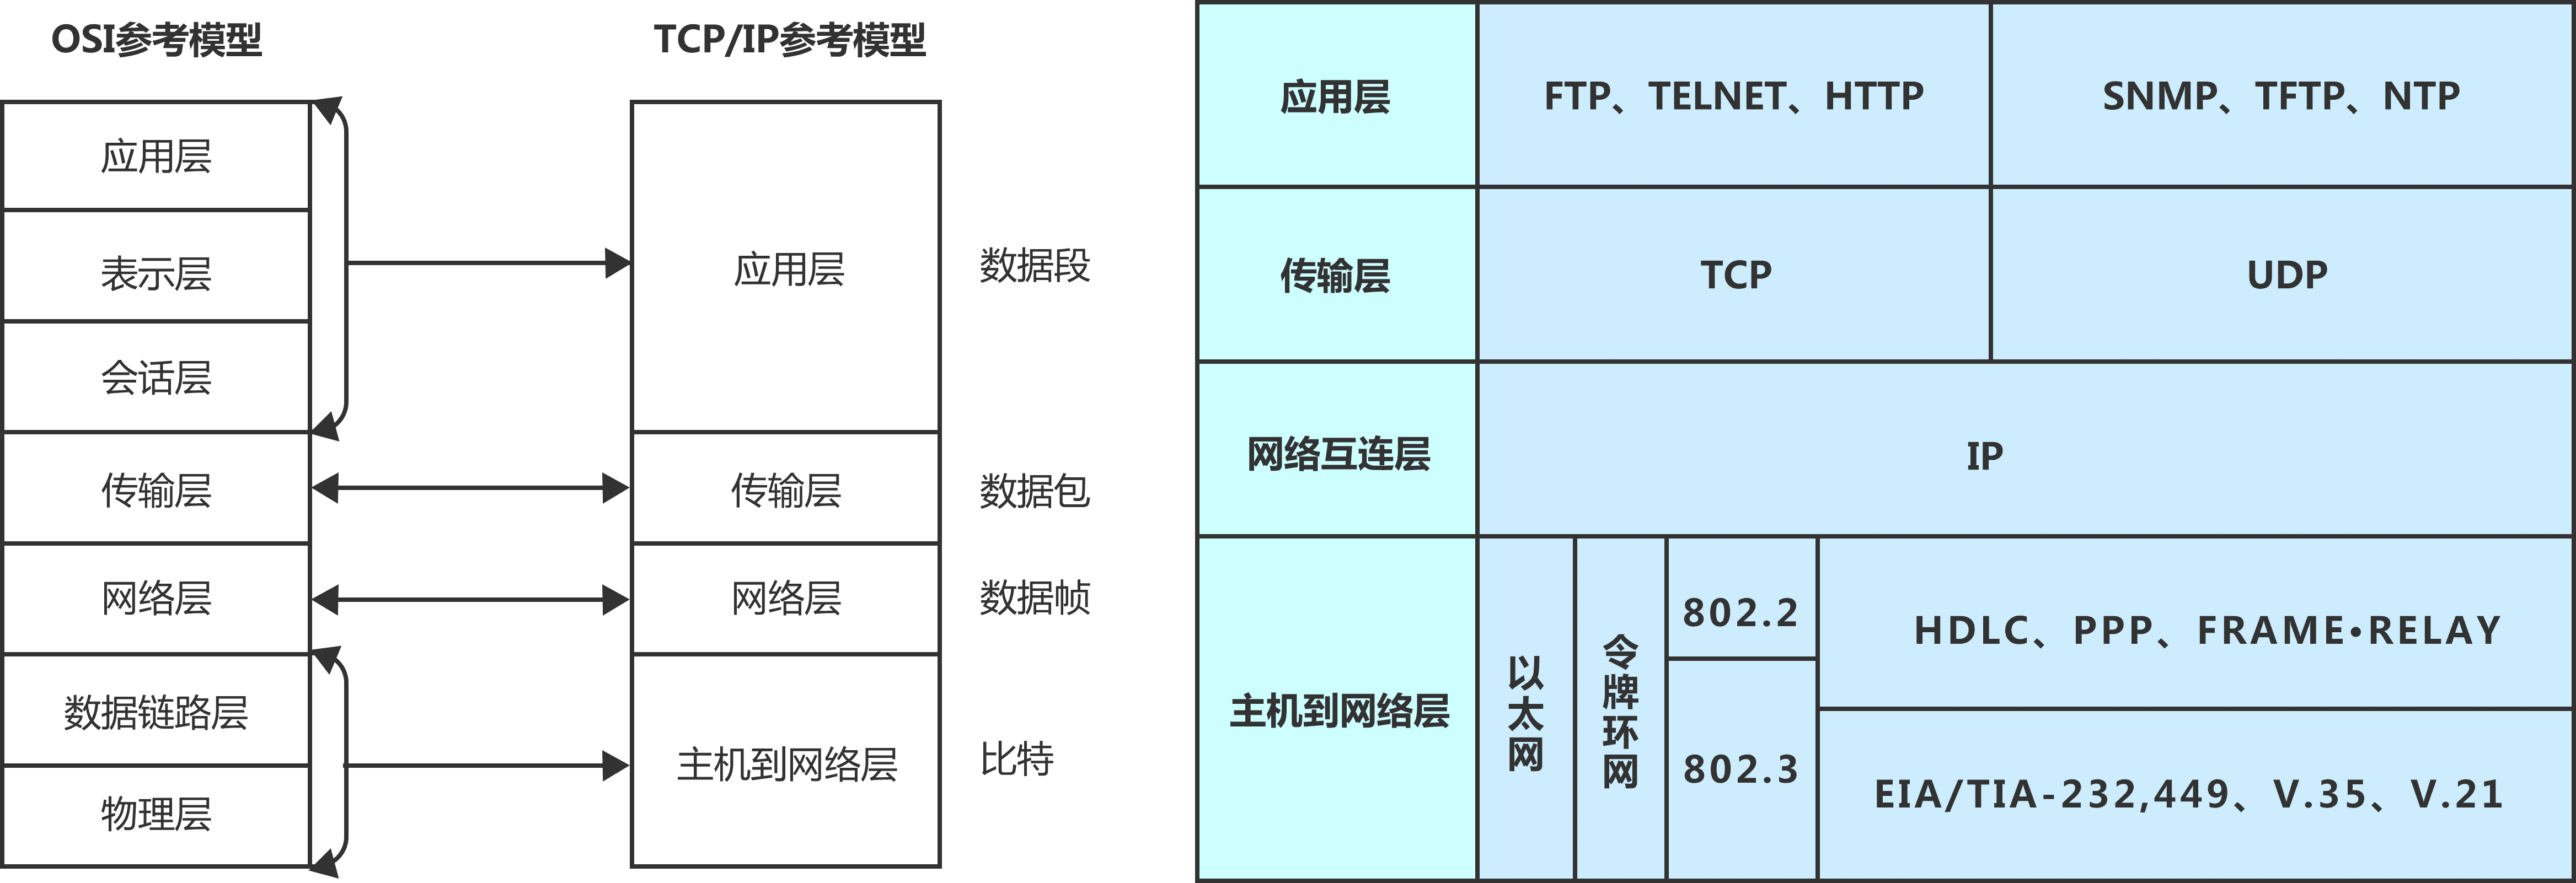 OSI参考模型
应用层
表示层
会话层
传输层
网络层
数据链路层
物理层
TCP/IP参考模型
应用层
传输层
网络层
主机到网络层
数据段
数据包
数据帧
比特
应用层
FTP、TELNET、HTTP
SNMP、TFTP、NTP
传输层
TCP
UDP
网络互连层
IP
主机到网络层
以太网
令牌环网
802.2
802.3
HDLC、PPP、FRAME·RELAY
EIA/TIA-232,449、V.35、V.21